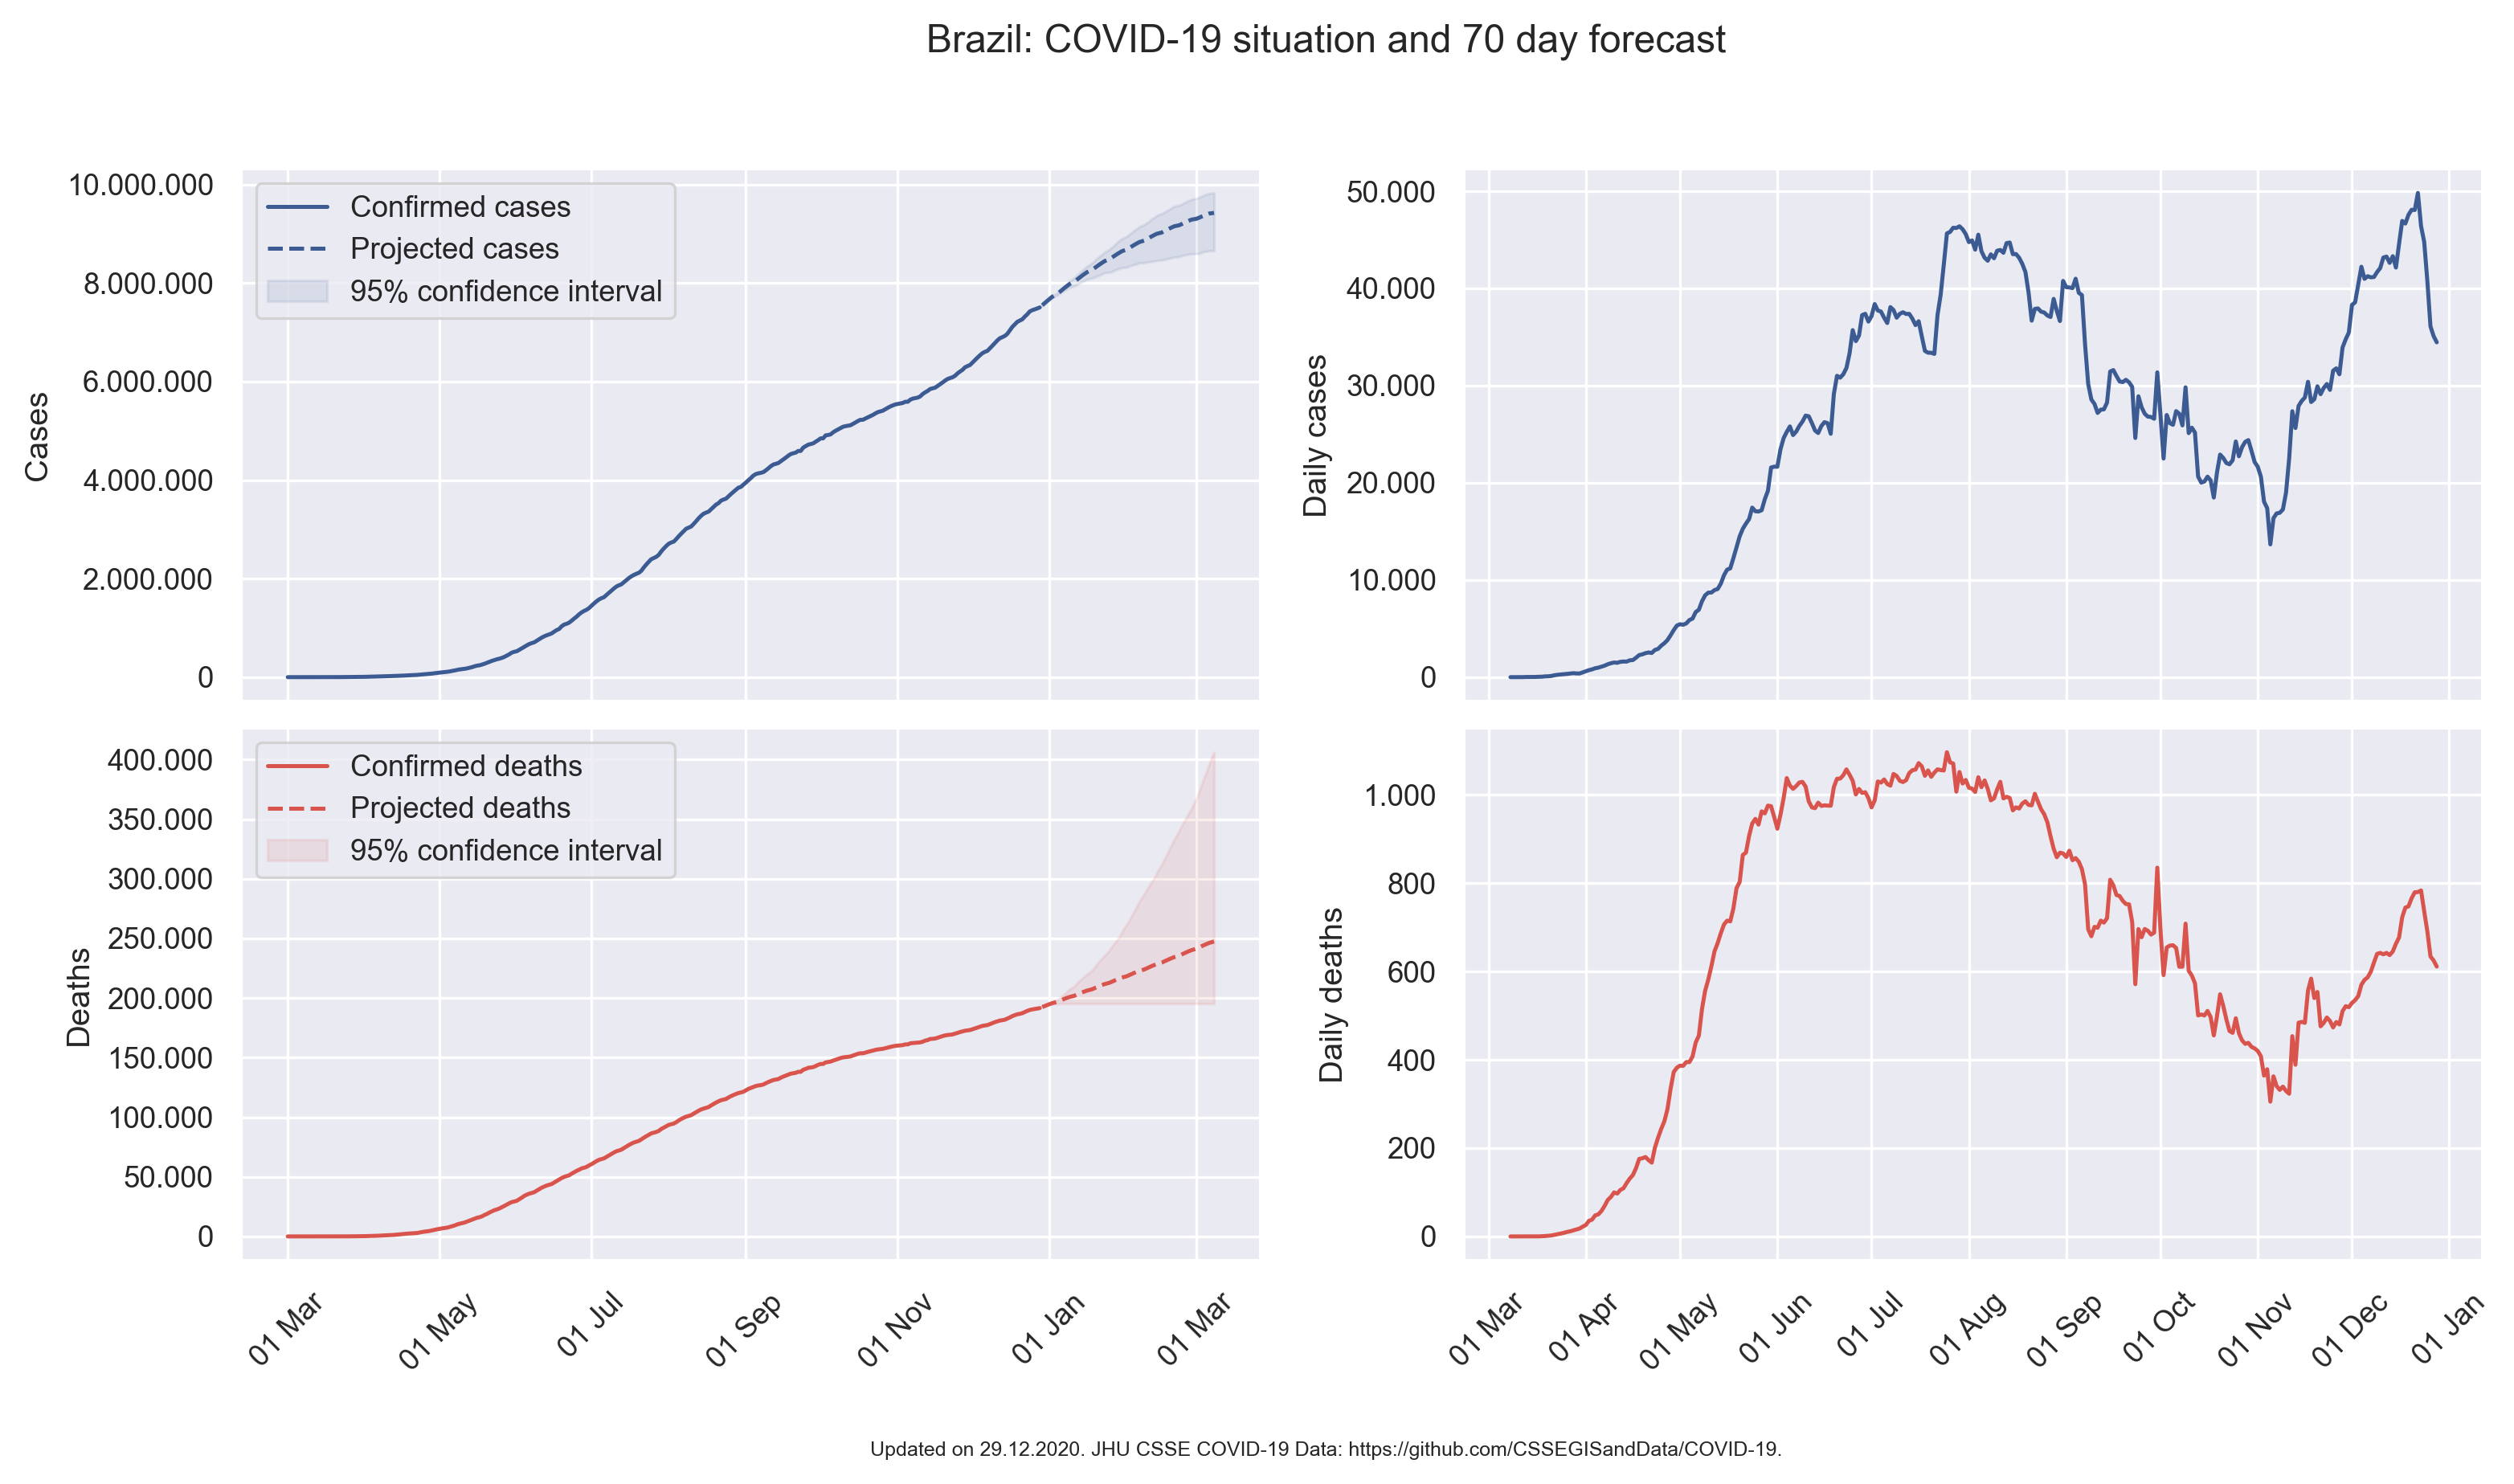 Brazil: COVID-19 situation and 70 day forecast
Cases
10.000.000
8.000.000
6.000.000
4.000.000
2.000.000
0
Confirmed cases
Projected cases
95% confidence interval
Daily cases
50.000
40.000
30.000
20.000
10.000
0
Deaths
400.000
350.000
300.000
250.000
200.000
150.000
100.000
50.000
0
Confirmed deaths
Projected deaths
95% confidence interval
01 Mar
01 May
01 Jul
01 Sep
01 Nov
01 Jan
01 Mar
Daily deaths
1.000
800
600
400
200
0
01 Mar
01 Apr
01 May
01 Jun
01 Jul
01 Aug
01 Sep
01 Oct
01 Nov
01 Dec
01 Jan
Updated on 29.12.2020. JHU CSSE COVID-19 Data: https://github.com/CSSEGISandData/COVID-19.